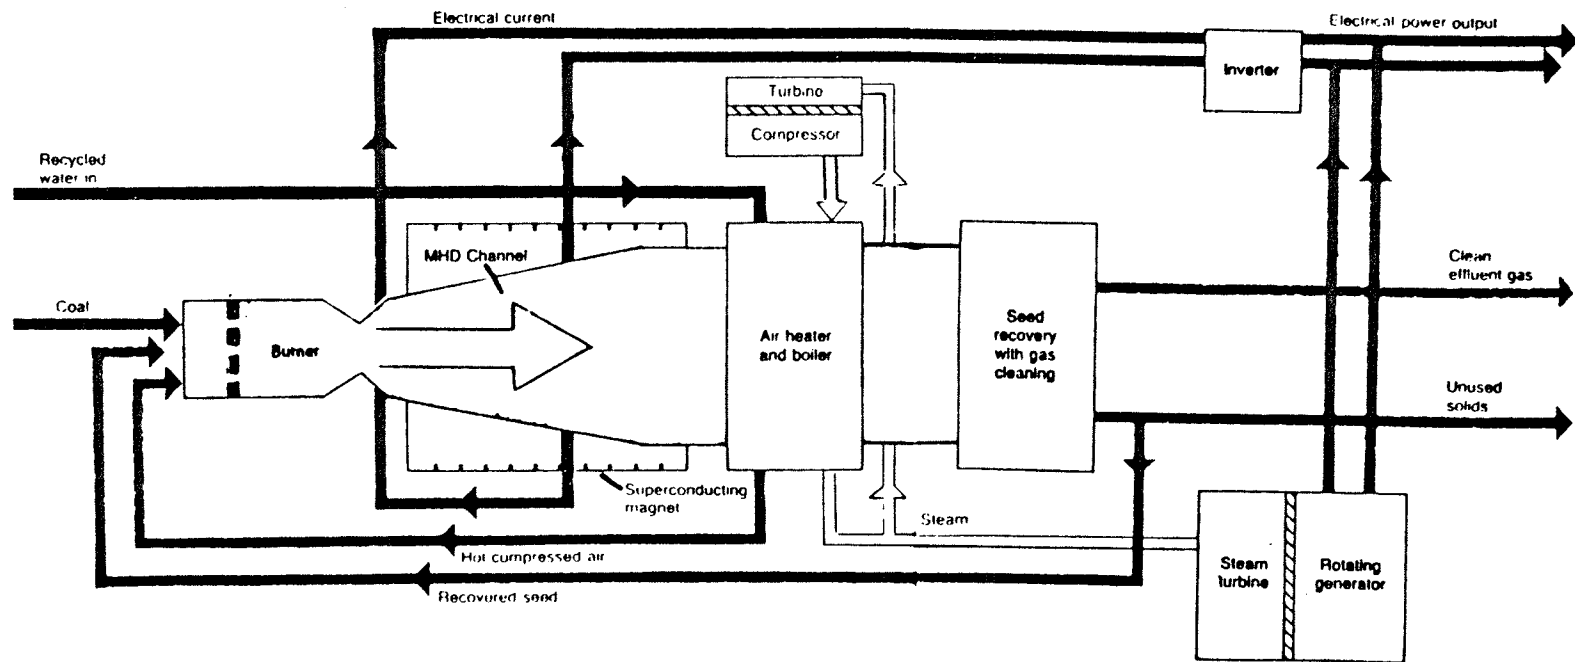 Electrical current
Electrical power output
Inverter
Turbine
Compressor
Recycled
water in
MHD Channel
Clean
effluent gas
Coal
Burner
Air heater
and boiler
Seed
recovery
with gas
cleaning
Unused
solids
Superconducting
magnet
Steam
Hot compressed air
Steam
turbine
Rotating
generator
Recovered seed